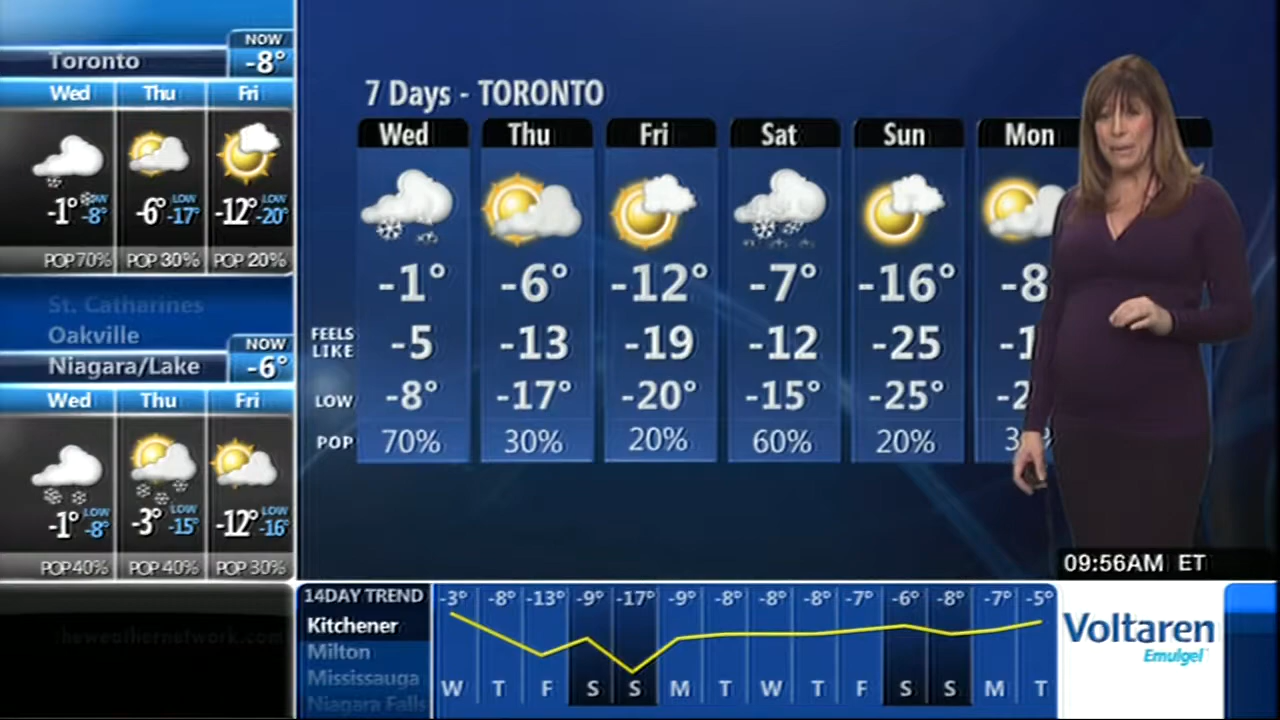 Toronto
NOW
-8°
Wed Thu Fri
-1° LOW -8° -6° LOW -17° -12° LOW -20°
POP 70% POP 30% POP 20%
St. Catharines
Oakville
Niagara/Lake
NOW
-6°
Wed Thu Fri
-1° LOW -8° -3° LOW -15° -12° LOW -16°
POP 40% POP 40% POP 30%
7 Days - TORONTO
Wed Thu Fri Sat Sun Mon
-1° -6° -12° -7° -16° -8
FEELS
LIKE
-5 -13 -19 -12 -25
LOW -8° -17° -20° -15° -25°
POP 70% 30% 20% 60% 20%
09:56AM ET
14DAY TREND
Kitchener
Milton
Mississauga
Niagara Falls
-3° -8° -13° -9° -17° -9° -8° -8° -8° -7° -6° -8° -7° -5°
W T F S S M T W T F S S M T
Voltaren
Emulgel